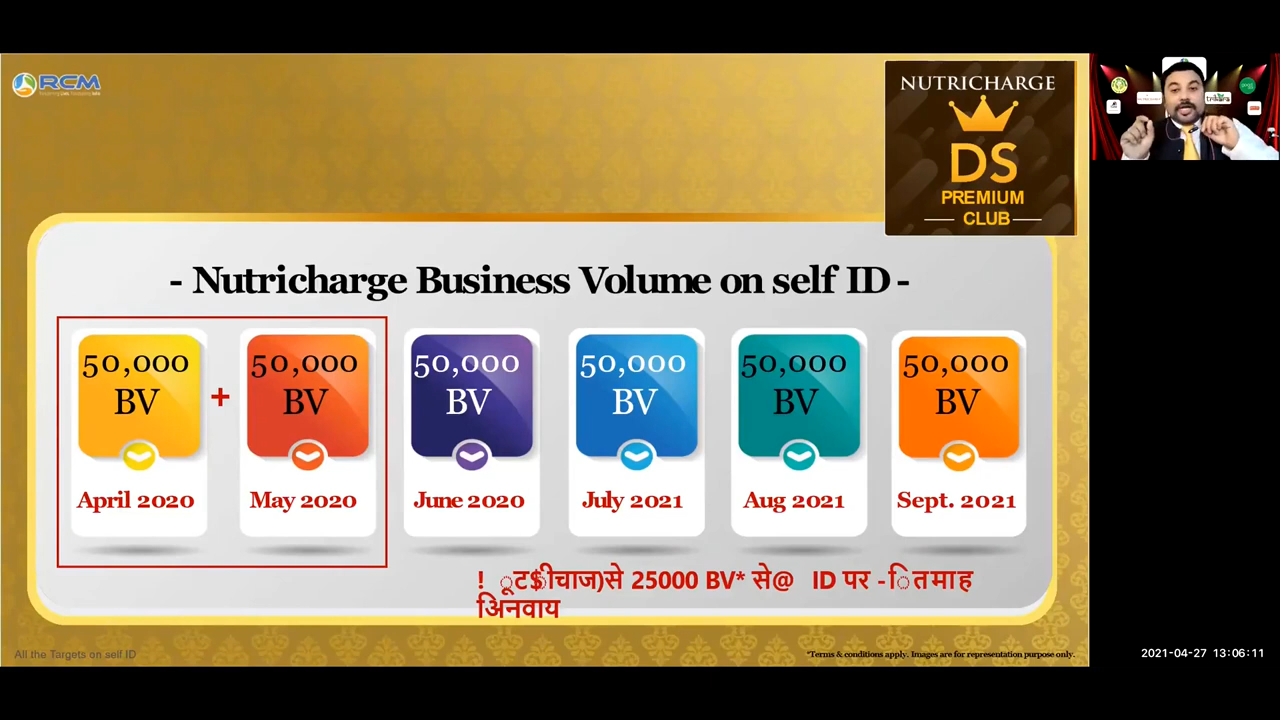 RCM
NUTRICHARGE
DS
PREMIUM
CLUB
- Nutricharge Business Volume on self ID -
50,000
BV
+
50,000
BV
50,000
BV
50,000
BV
50,000
BV
50,000
BV
April 2020
May 2020
June 2020
July 2021
Aug 2021
Sept. 2021
! ूट$ीचाज)से 25000 BV* से@ ID पर -ितमाह
अिनवाय
All the Targets on self ID
*Terms & conditions apply. Images are for representation purpose only.
2021-04-27 13:06:11